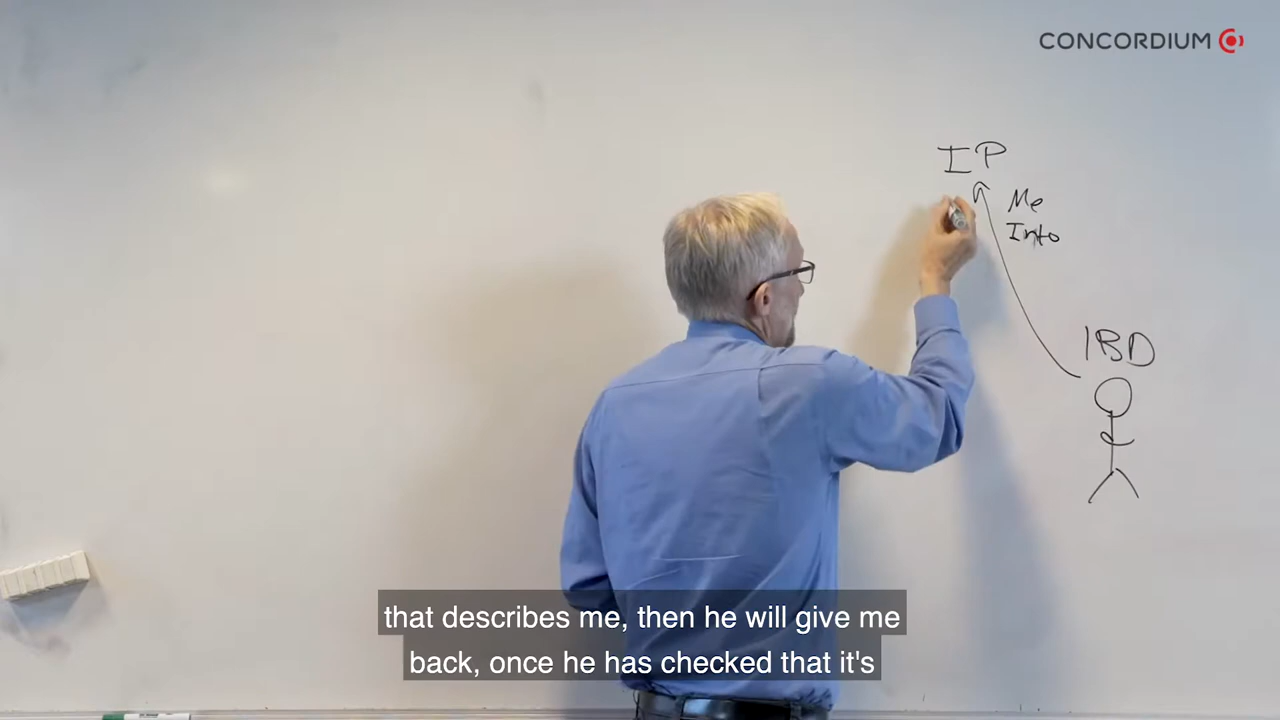 CONCORDIUM
IP
Me
Info
IBD
that describes me, then he will give me
back, once he has checked that it's